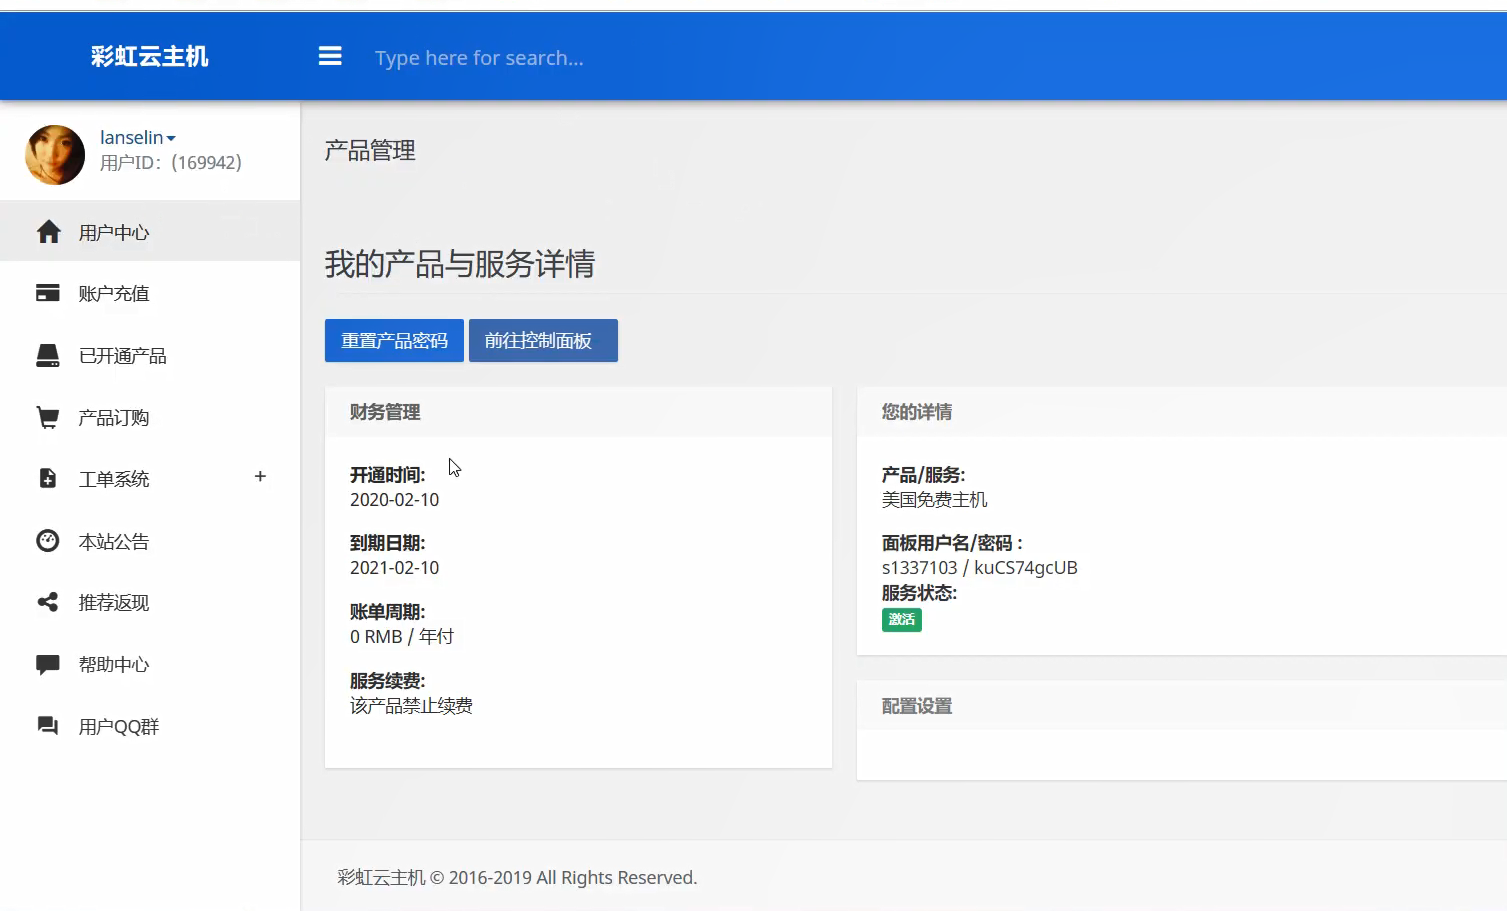 彩虹云主机
Type here for search...
lanselin
用户ID：(169942)
用户中心
账户充值
已开通产品
产品订购
工单系统 +
本站公告
推荐返现
帮助中心
用户QQ群
产品管理
我的产品与服务详情
重置产品密码
前往控制面板
财务管理
开通时间:
2020-02-10
到期日期:
2021-02-10
账单周期:
0 RMB / 年付
服务续费:
该产品禁止续费
您的详情
产品/服务:
美国免费主机
面板用户名/密码 :
s1337103 / kuCS74gcUB
服务状态:
激活
配置设置
彩虹云主机 © 2016-2019 All Rights Reserved.